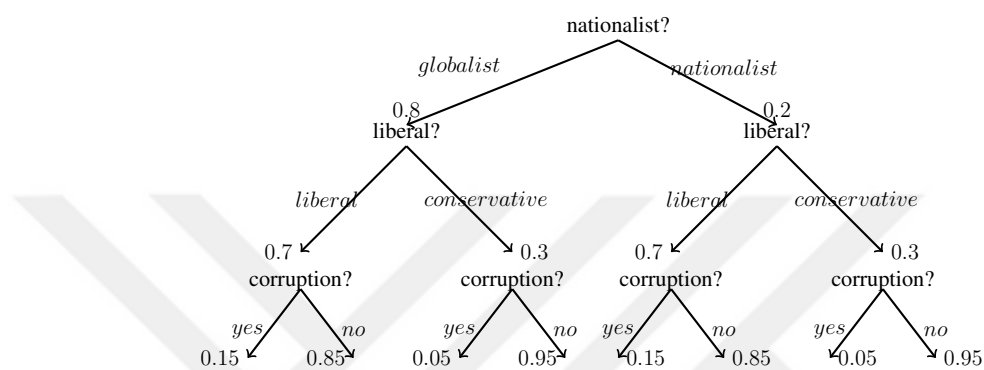 nationalist?
globalist nationalist
0.8 0.2
liberal? liberal?
liberal conservative liberal conservative
0.7 0.3 0.7 0.3
corruption? corruption? corruption? corruption?
yes no yes no yes no yes no
0.15 0.85 0.05 0.95 0.15 0.85 0.05 0.95